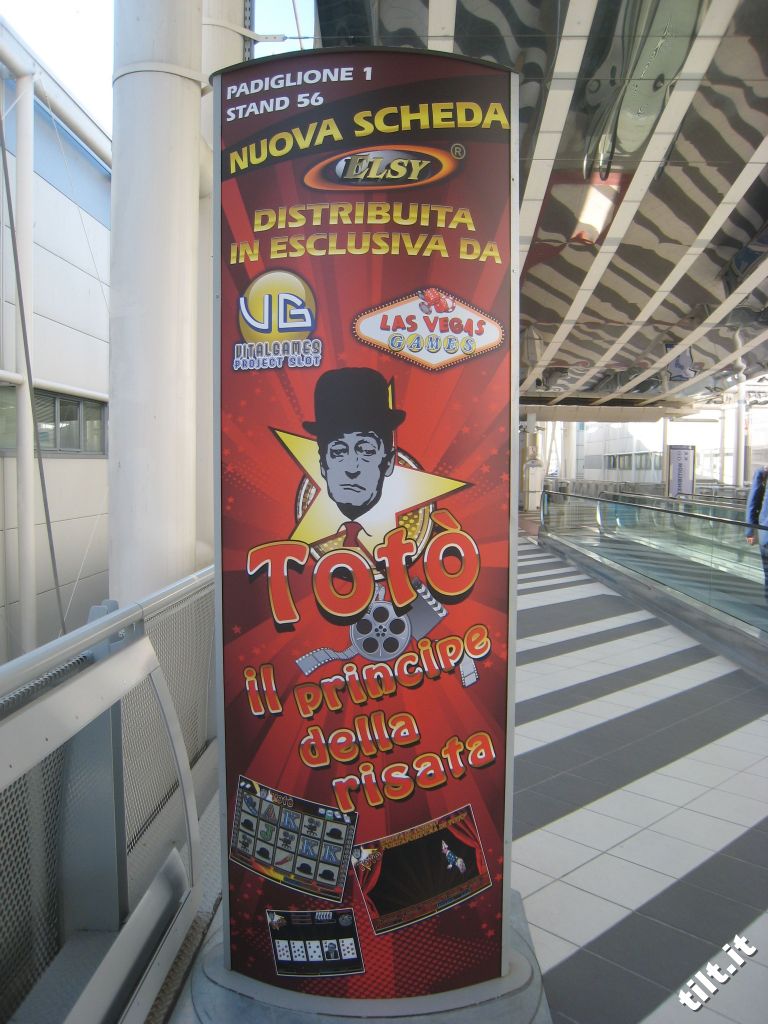 PADIGLIONE 1
STAND 56
NUOVA SCHEDA
ELSY ®
DISTRIBUITA
IN ESCLUSIVA DA
VG
VITALGAMES
PROJECT SLOT
LAS VEGAS
GAMES
TOTÒ
il principe
della
risata
tilt.it